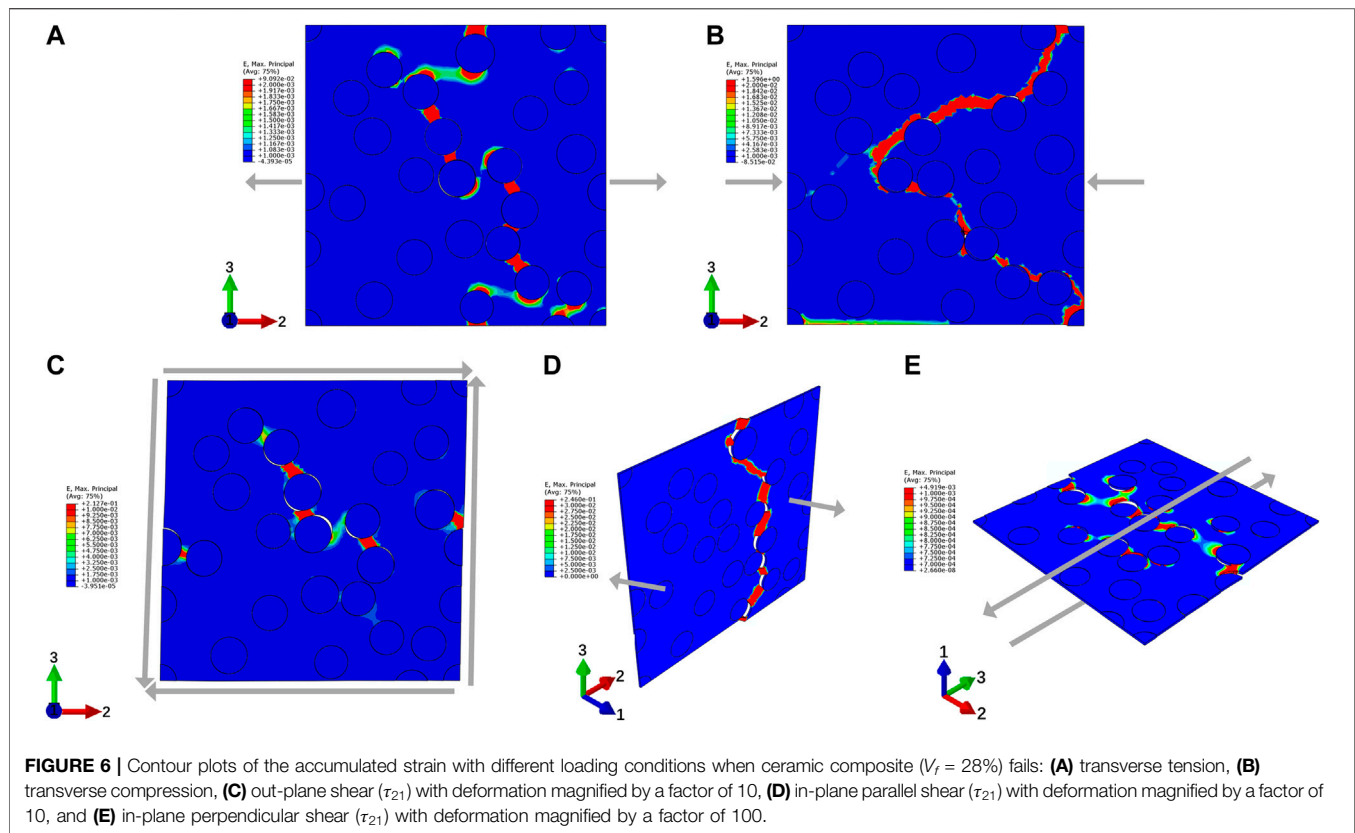 A
E, Max. Principal
(Avg: 75%)
+9.092e-02
+2.000e-03
+1.917e-03
+1.833e-03
+1.750e-03
+1.667e-03
+1.583e-03
+1.500e-03
+1.417e-03
+1.333e-03
+1.250e-03
+1.167e-03
+1.083e-03
+1.000e-03
-4.393e-05
3
1
2
B
E, Max. Principal
(Avg: 75%)
+1.596e+00
+2.000e-02
+1.842e-02
+1.683e-02
+1.525e-02
+1.367e-02
+1.208e-02
+1.050e-02
+8.917e-03
+7.333e-03
+5.750e-03
+4.167e-03
+2.583e-03
+1.000e-03
-8.515e-02
3
1
2
C
E, Max. Principal
(Avg: 75%)
+2.127e-01
+1.000e-02
+9.250e-03
+8.500e-03
+7.750e-03
+7.000e-03
+6.250e-03
+5.500e-03
+4.750e-03
+4.000e-03
+3.250e-03
+2.500e-03
+1.750e-03
+1.000e-03
-3.951e-05
3
1
2
D
E, Max. Principal
(Avg: 75%)
+2.460e-01
+3.000e-02
+2.750e-02
+2.500e-02
+2.250e-02
+2.000e-02
+1.750e-02
+1.500e-02
+1.250e-02
+1.000e-02
+7.500e-03
+5.000e-03
+2.500e-03
+0.000e+00
3
2
1
E
E, Max. Principal
(Avg: 75%)
+4.919e-03
+1.000e-03
+9.750e-04
+9.500e-04
+9.250e-04
+9.000e-04
+8.750e-04
+8.500e-04
+8.250e-04
+8.000e-04
+7.750e-04
+7.500e-04
+7.250e-04
+7.000e-04
+2.660e-08
1
3
2
FIGURE 6 | Contour plots of the accumulated strain with different loading conditions when ceramic composite (Vf = 28%) fails: (A) transverse tension, (B)
transverse compression, (C) out-plane shear (τ21) with deformation magnified by a factor of 10, (D) in-plane parallel shear (τ21) with deformation magnified by a factor of
10, and (E) in-plane perpendicular shear (τ21) with deformation magnified by a factor of 100.